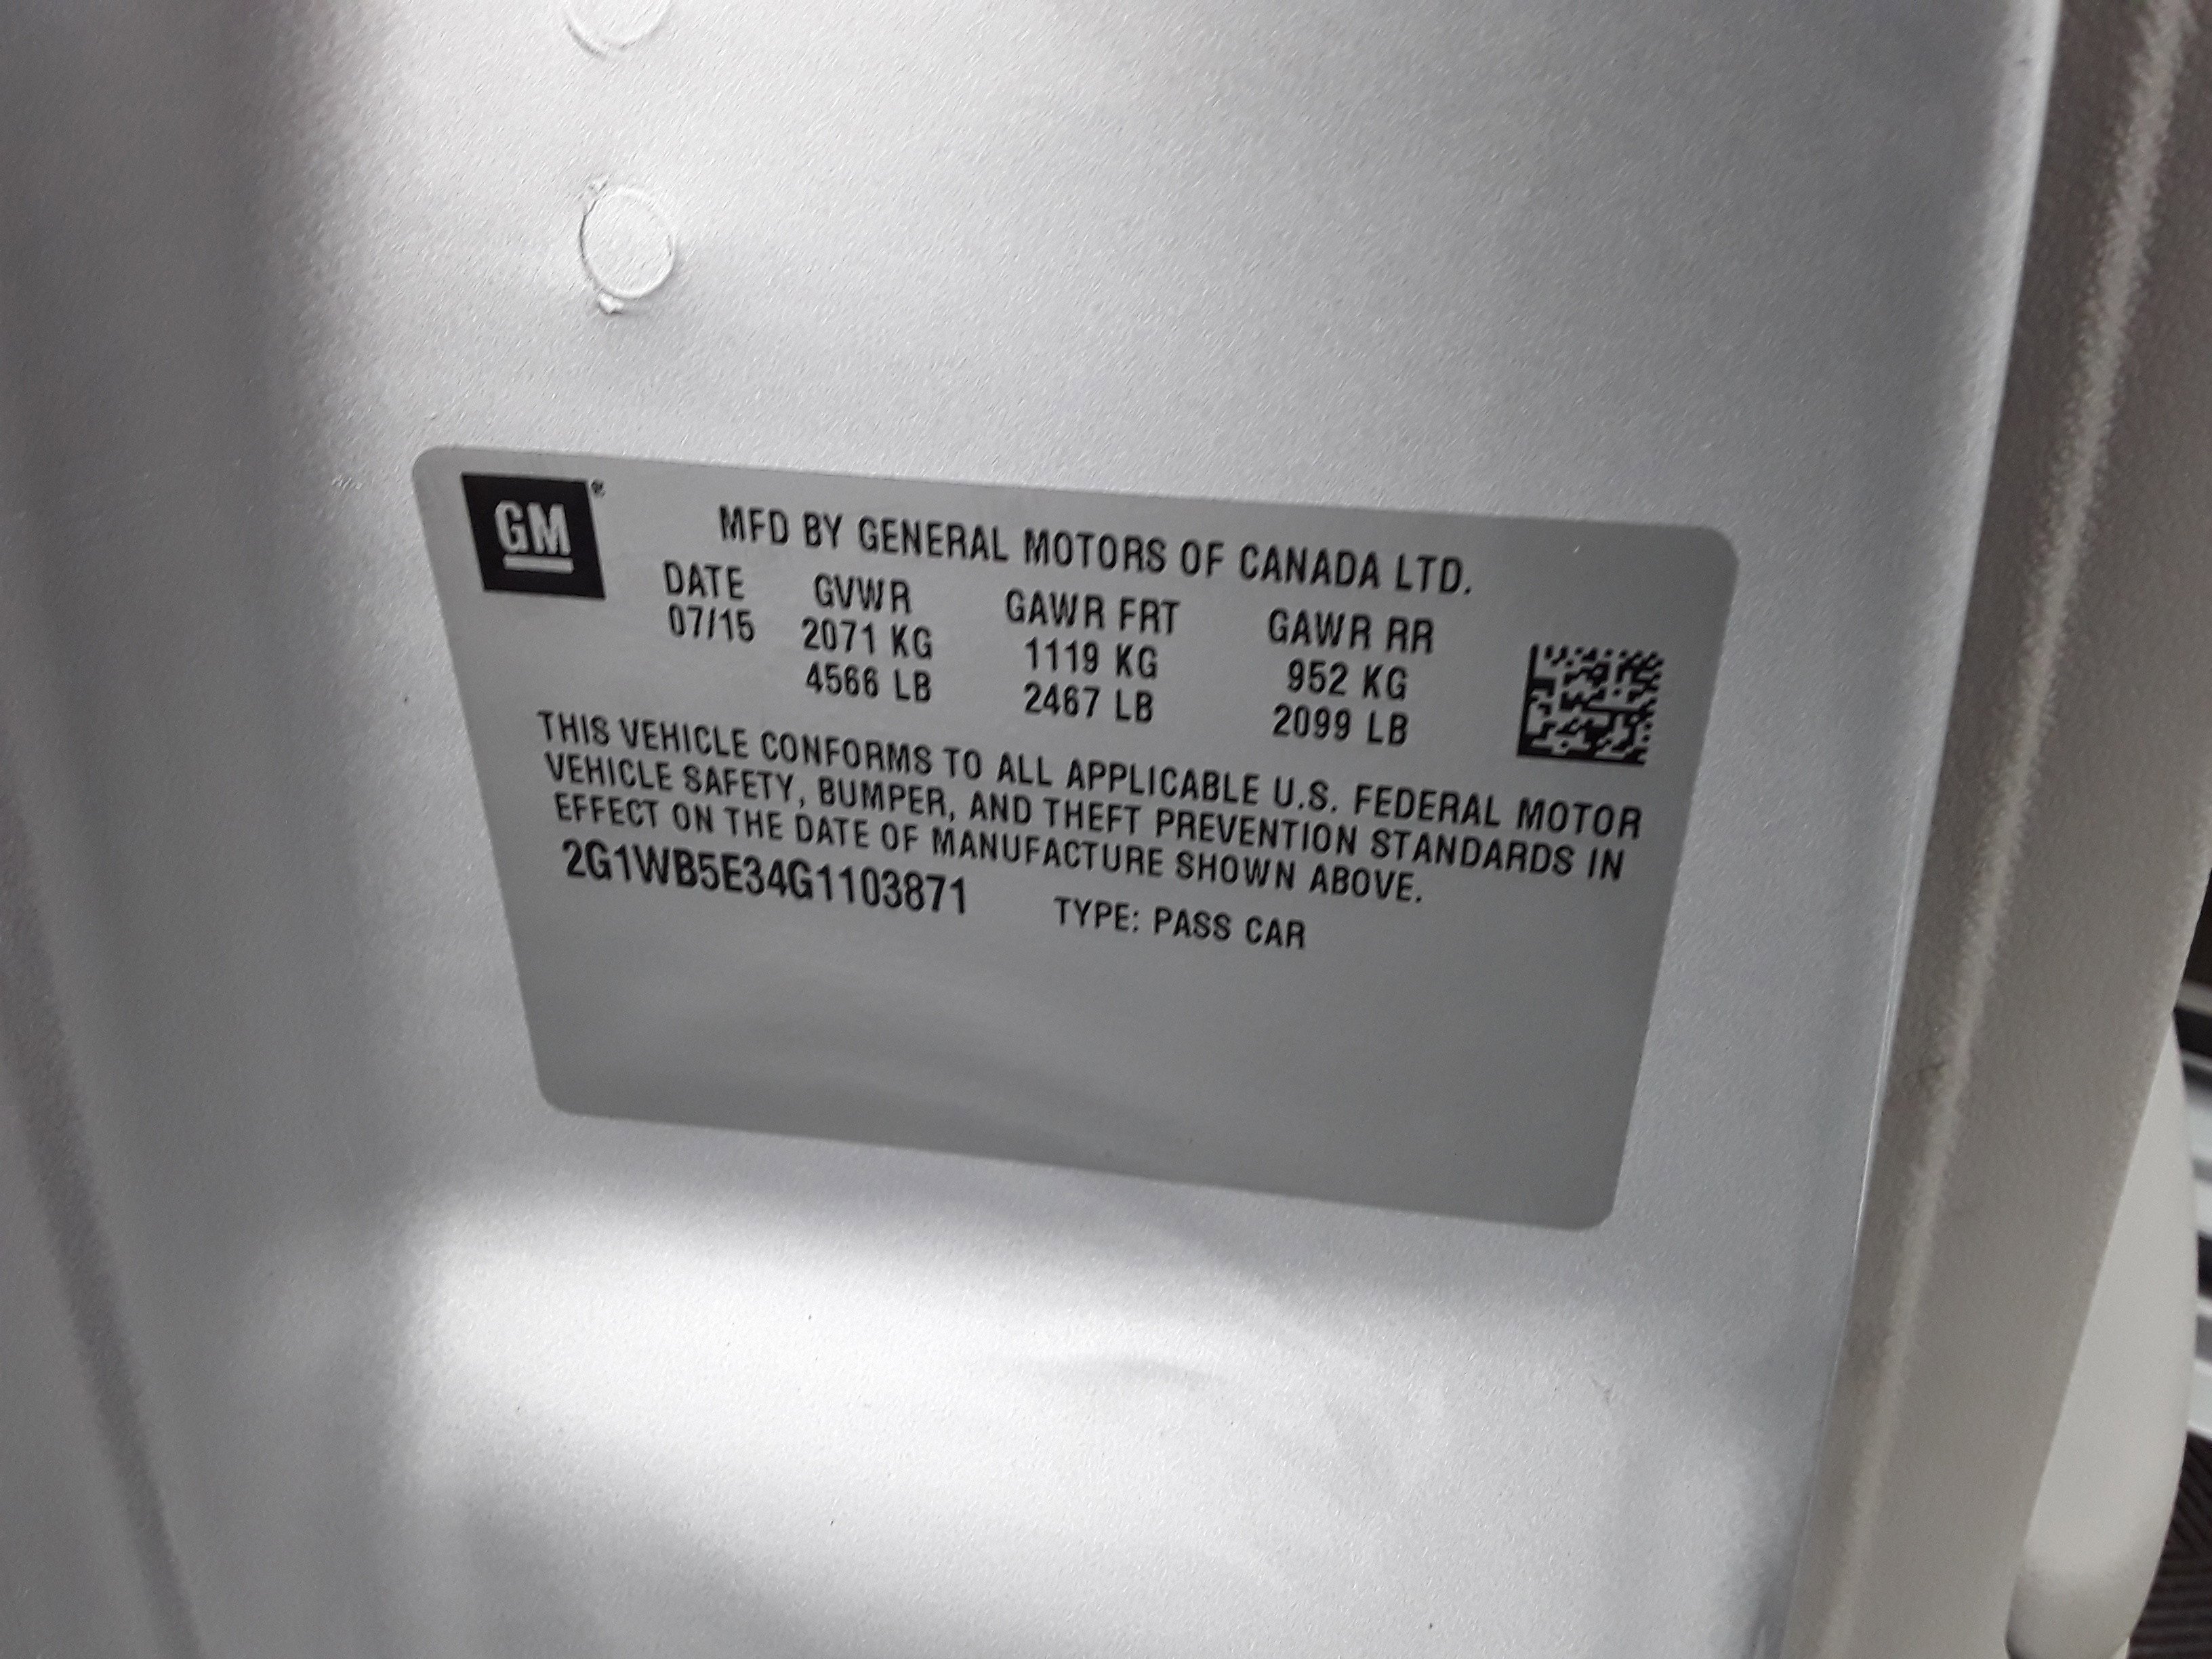 GM®
MFD BY GENERAL MOTORS OF CANADA LTD.
DATE GVWR GAWR FRT GAWR RR
07/15 2071 KG 1119 KG 952 KG
4566 LB 2467 LB 2099 LB
THIS VEHICLE CONFORMS TO ALL APPLICABLE U.S. FEDERAL MOTOR
VEHICLE SAFETY, BUMPER, AND THEFT PREVENTION STANDARDS IN
EFFECT ON THE DATE OF MANUFACTURE SHOWN ABOVE.
2G1WB5E34G1103871 TYPE: PASS CAR